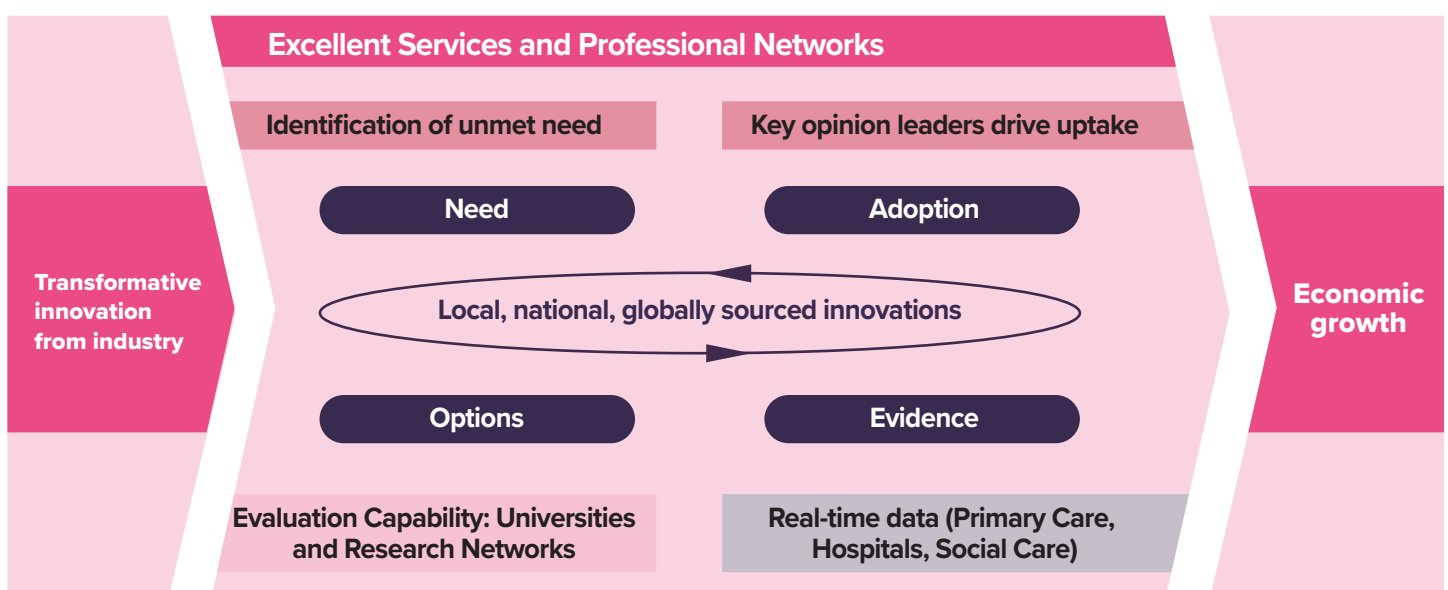 Excellent Services and Professional Networks
Identification of unmet need
Key opinion leaders drive uptake
Need
Adoption
Transformative
innovation
from industry
Local, national, globally sourced innovations
Economic
growth
Options
Evidence
Evaluation Capability: Universities
and Research Networks
Real-time data (Primary Care,
Hospitals, Social Care)